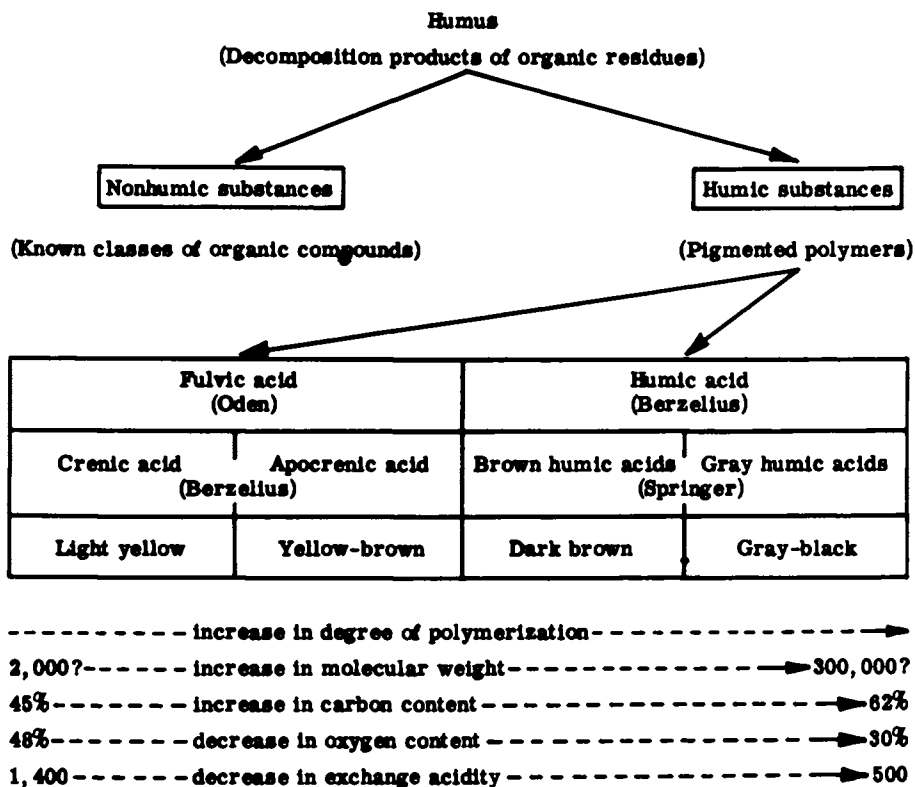 Humus
(Decomposition products of organic residues)
Nonhumic substances
Humic substances
(Known classes of organic compounds)
(Pigmented polymers)
Fulvic acid
(Oden)
Humic acid
(Berzelius)
Crenic acid
Apocrenic acid
(Berzelius)
Brown humic acids
Gray humic acids
(Springer)
Light yellow
Yellow-brown
Dark brown
Gray-black
increase in degree of polymerization
2,000? increase in molecular weight 300,000?
45% increase in carbon content 62%
48% decrease in oxygen content 30%
1,400 decrease in exchange acidity 500